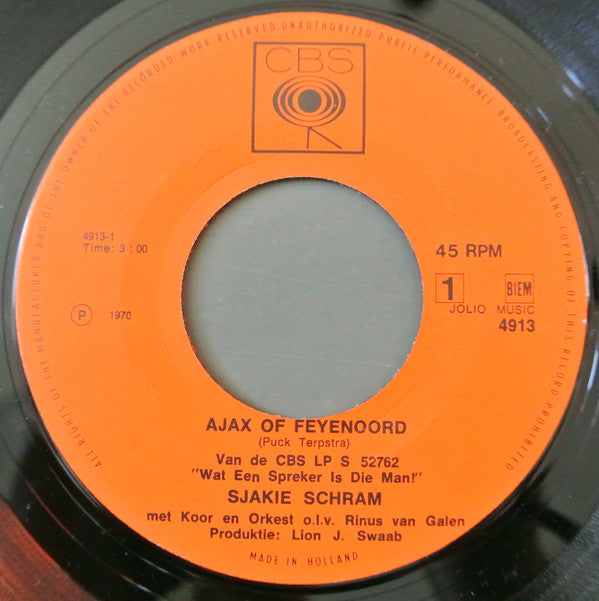 ALL RIGHTS OF THE MANUFACTURER AND OF THE OWNER OF THE RECORDED WORK RESERVED UNAUTHORIZED PUBLIC PERFORMANCE BROADCASTING AND COPYING OF THIS RECORD PROHIBITED
CBS
4913-1
Time: 3 : 00
45 RPM
1
BIEM
JOLIO MUSIC
4913
P 1970
AJAX OF FEYENOORD
(Puck Terpstra)
Van de CBS LP S 52762
"Wat Een Spreker Is Die Man!"
SJAKIE SCHRAM
met Koor en Orkest o.l.v. Rinus van Galen
Produktie: Lion J. Swaab
MADE IN HOLLAND